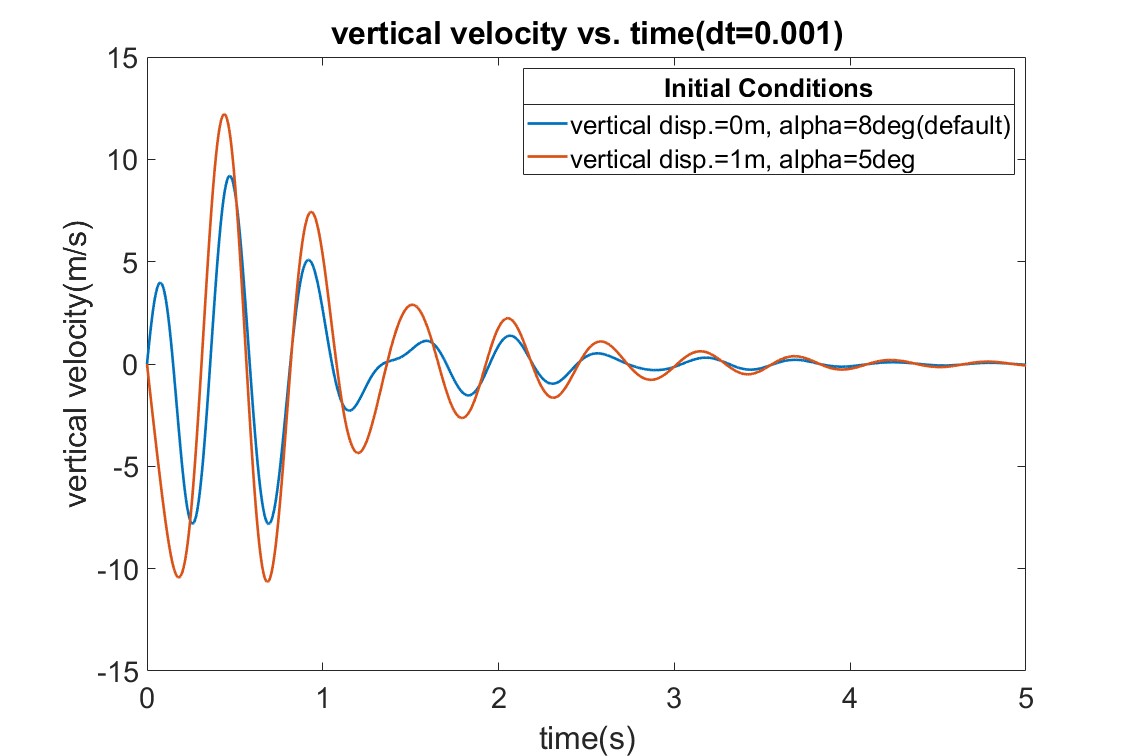 vertical velocity vs. time(dt=0.001)
Initial Conditions
vertical disp.=0m, alpha=8deg(default)
vertical disp.=1m, alpha=5deg
vertical velocity(m/s)
15
10
5
0
-5
-10
-15
0 1 2 3 4 5
time(s)